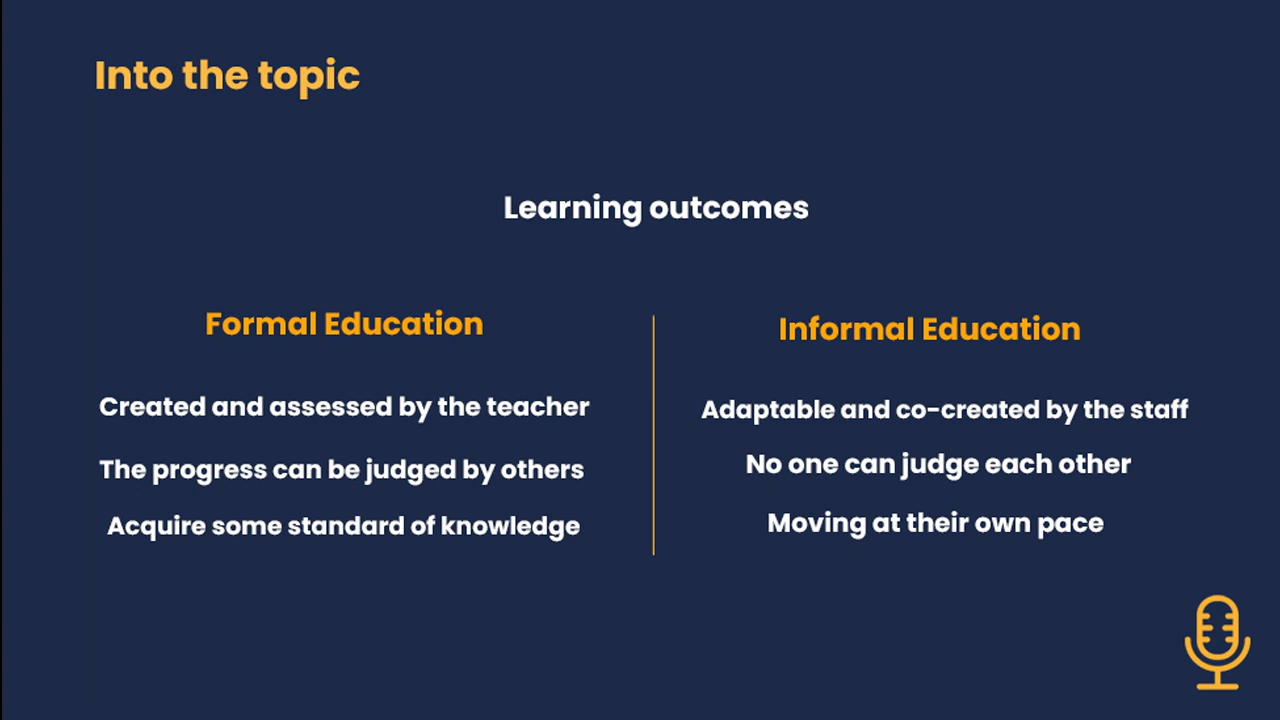 Into the topic
Learning outcomes
Formal Education
Created and assessed by the teacher
The progress can be judged by others
Acquire some standard of knowledge
Informal Education
Adaptable and co-created by the staff
No one can judge each other
Moving at their own pace